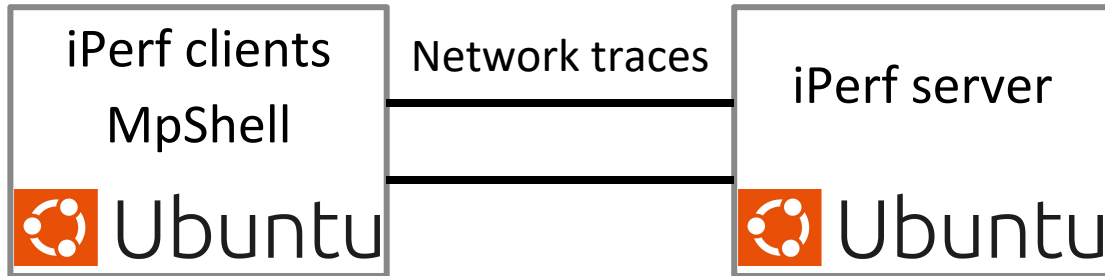 iPerf clients
MpShell
Ubuntu
Network traces
iPerf server
Ubuntu